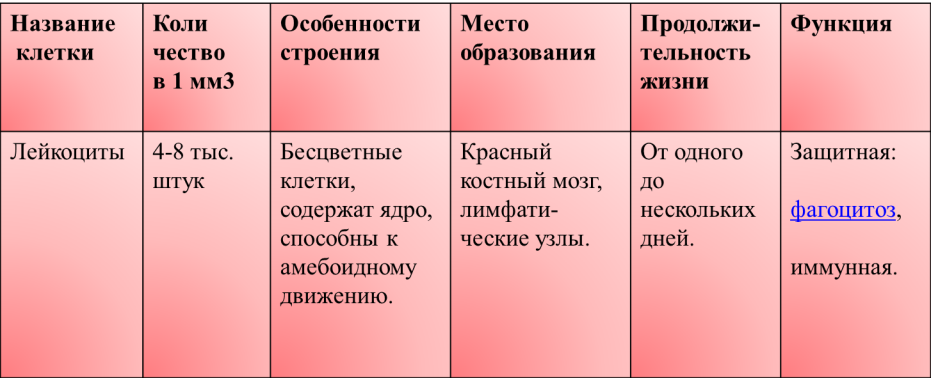 Название
клетки
Коли
чество
в 1 мм3
Особенности
строения
Место
образования
Продолжи-
тельность
жизни
Функция
Лейкоциты
4-8 тыс.
штук
Бесцветные
клетки,
содержат ядро,
способны к
амебоидному
движению.
Красный
костный мозг,
лимфати-
ческие узлы.
От одного
до
нескольких
дней.
Защитная:
фагоцитоз,
иммунная.